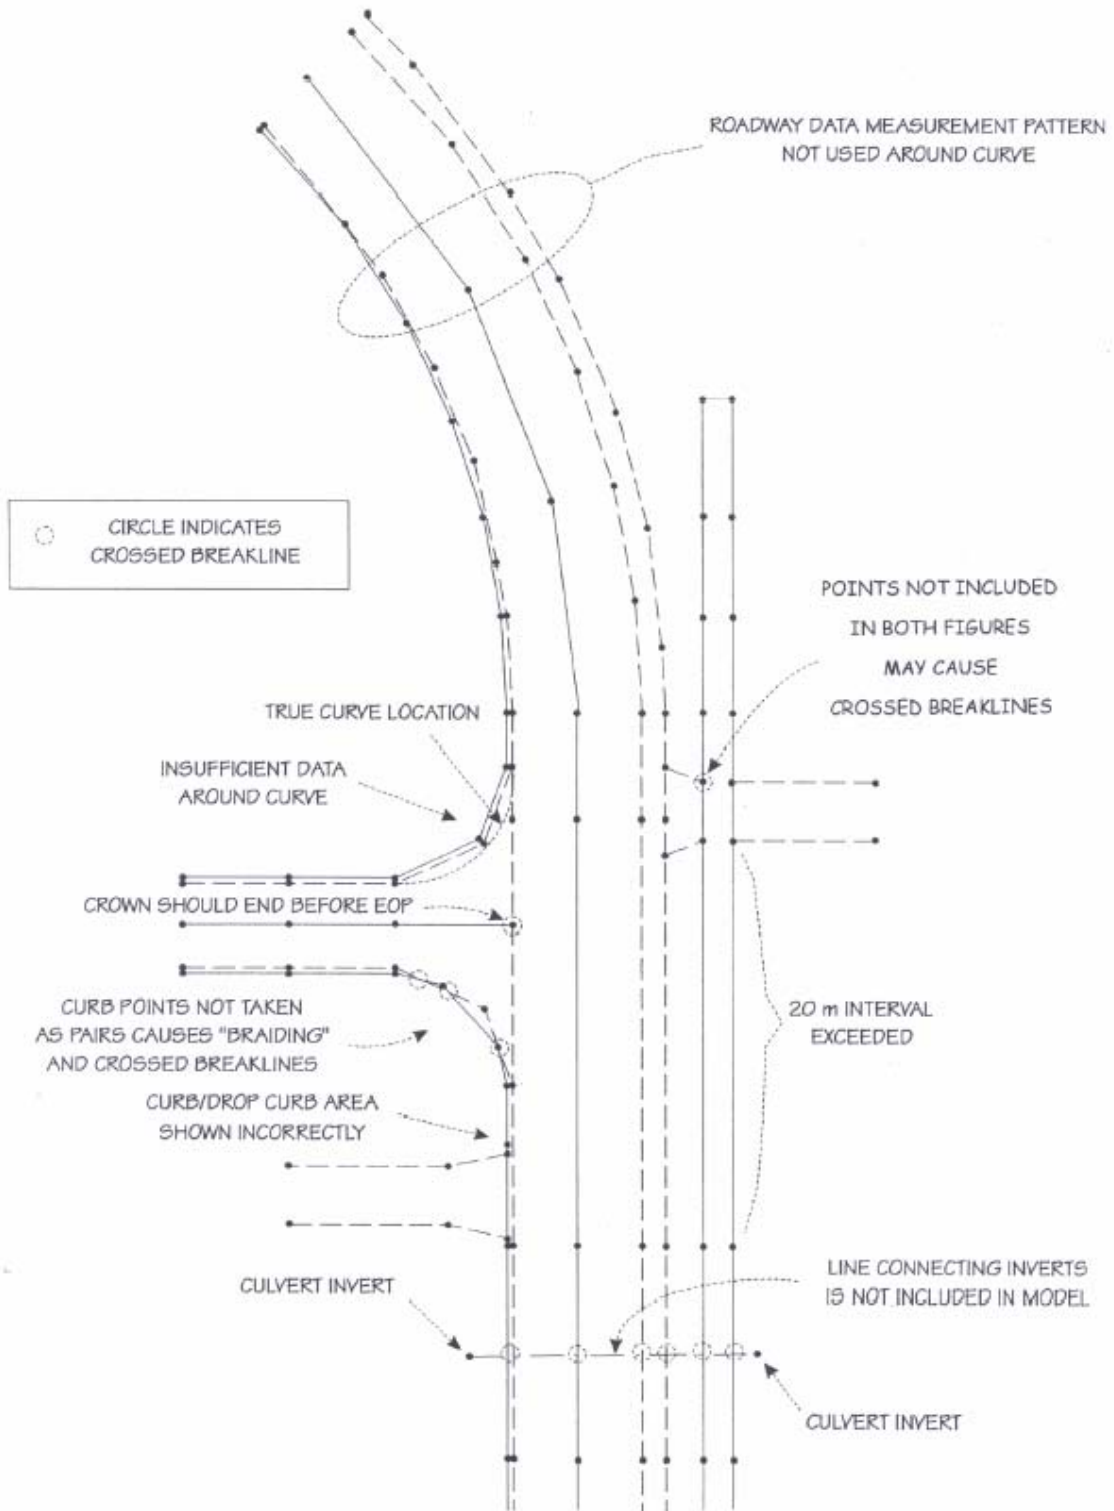 ROADWAY DATA MEASUREMENT PATTERN
NOT USED AROUND CURVE
CIRCLE INDICATES
CROSSED BREAKLINE
POINTS NOT INCLUDED
IN BOTH FIGURES
MAY CAUSE
CROSSED BREAKLINES
TRUE CURVE LOCATION
INSUFFICIENT DATA
AROUND CURVE
CROWN SHOULD END BEFORE EOP
CURB POINTS NOT TAKEN
AS PAIRS CAUSES "BRAIDING"
AND CROSSED BREAKLINES
20 m INTERVAL
EXCEEDED
CURB/DROP CURB AREA
SHOWN INCORRECTLY
CULVERT INVERT
LINE CONNECTING INVERTS
IS NOT INCLUDED IN MODEL
CULVERT INVERT